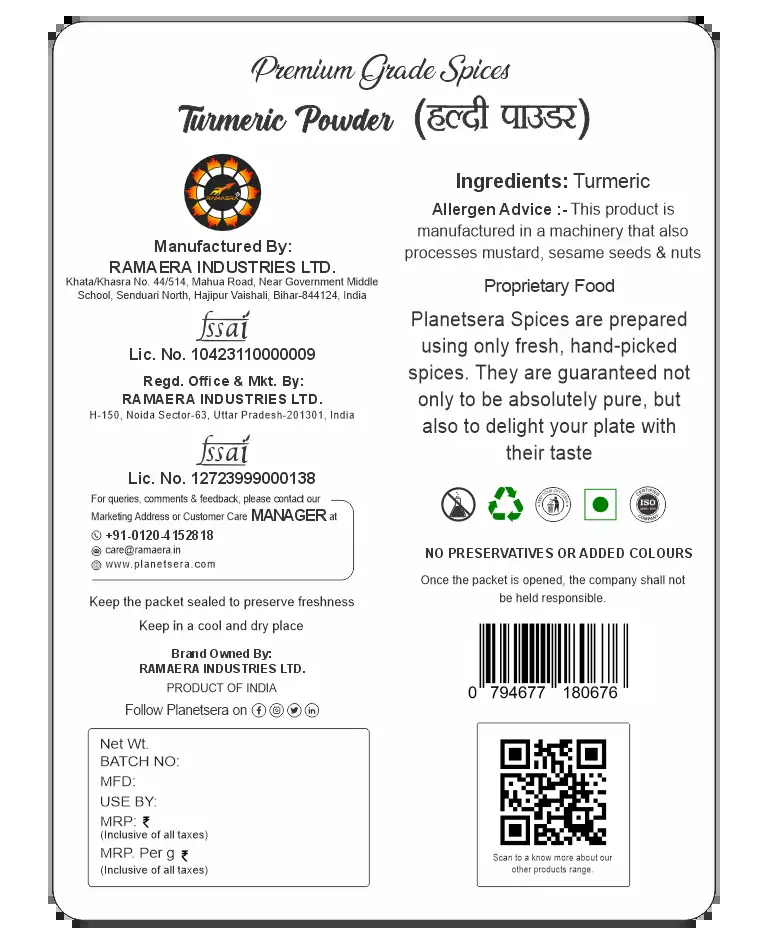 Premium Grade Spices
Turmeric Powder (हल्दी पाउडर)
RAMAERA
Manufactured By:
RAMAERA INDUSTRIES LTD.
Khata/Khasra No. 44/514, Mahua Road, Near Government Middle
School, Senduari North, Hajipur Vaishali, Bihar-844124, India
fssai
Lic. No. 10423110000009
Regd. Office & Mkt. By:
RAMAERA INDUSTRIES LTD.
H-150, Noida Sector-63, Uttar Pradesh-201301, India
fssai
Lic. No. 12723999000138
For queries, comments & feedback, please contact our
Marketing Address or Customer Care MANAGER at
+91-0120-4152818
care@ramaera.in
www.planetsera.com
Keep the packet sealed to preserve freshness
Keep in a cool and dry place
Brand Owned By:
RAMAERA INDUSTRIES LTD.
PRODUCT OF INDIA
Follow Planetsera on
Net Wt.
BATCH NO:
MFD:
USE BY:
MRP: ₹
(Inclusive of all taxes)
MRP. Per g ₹
(Inclusive of all taxes)
Ingredients: Turmeric
Allergen Advice :- This product is
manufactured in a machinery that also
processes mustard, sesame seeds & nuts
Proprietary Food
Planetsera Spices are prepared
using only fresh, hand-picked
spices. They are guaranteed not
only to be absolutely pure, but
also to delight your plate with
their taste
CERTIFIED
ISO
COMPANY
NO PRESERVATIVES OR ADDED COLOURS
Once the packet is opened, the company shall not
be held responsible.
0 794677 180676
Scan to a know more about our
other products range.